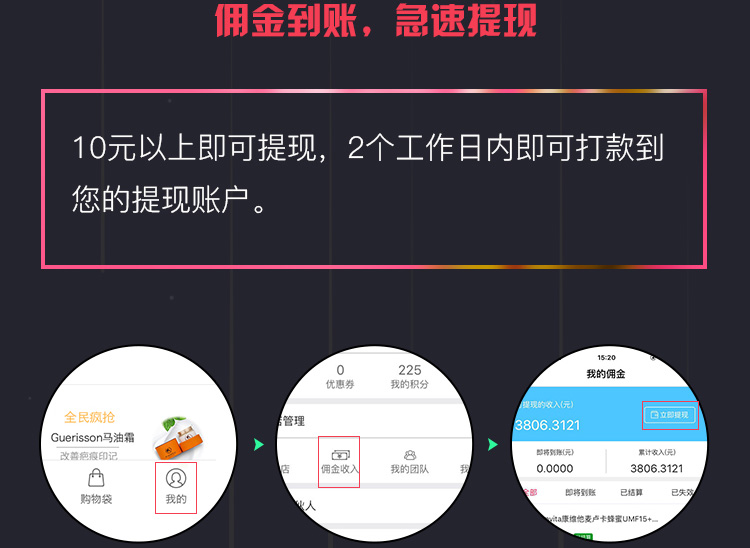 佣金到账，急速提现
10元以上即可提现，2个工作日内即可打款到
您的提现账户。
全民疯抢
Guerisson马油霜
改善疤痕印记
购物袋
我的
0 225
优惠券 我的积分
管理
店 佣金收入 我的团队 我
伙人
15:20
我的佣金
提现的收入(元)
3806.3121 立即提现
即将到账(元) 累计收入(元)
0.0000 3806.3121
全部 即将到账 已结算 已失效
vita康维他麦卢卡蜂蜜UMF15+...